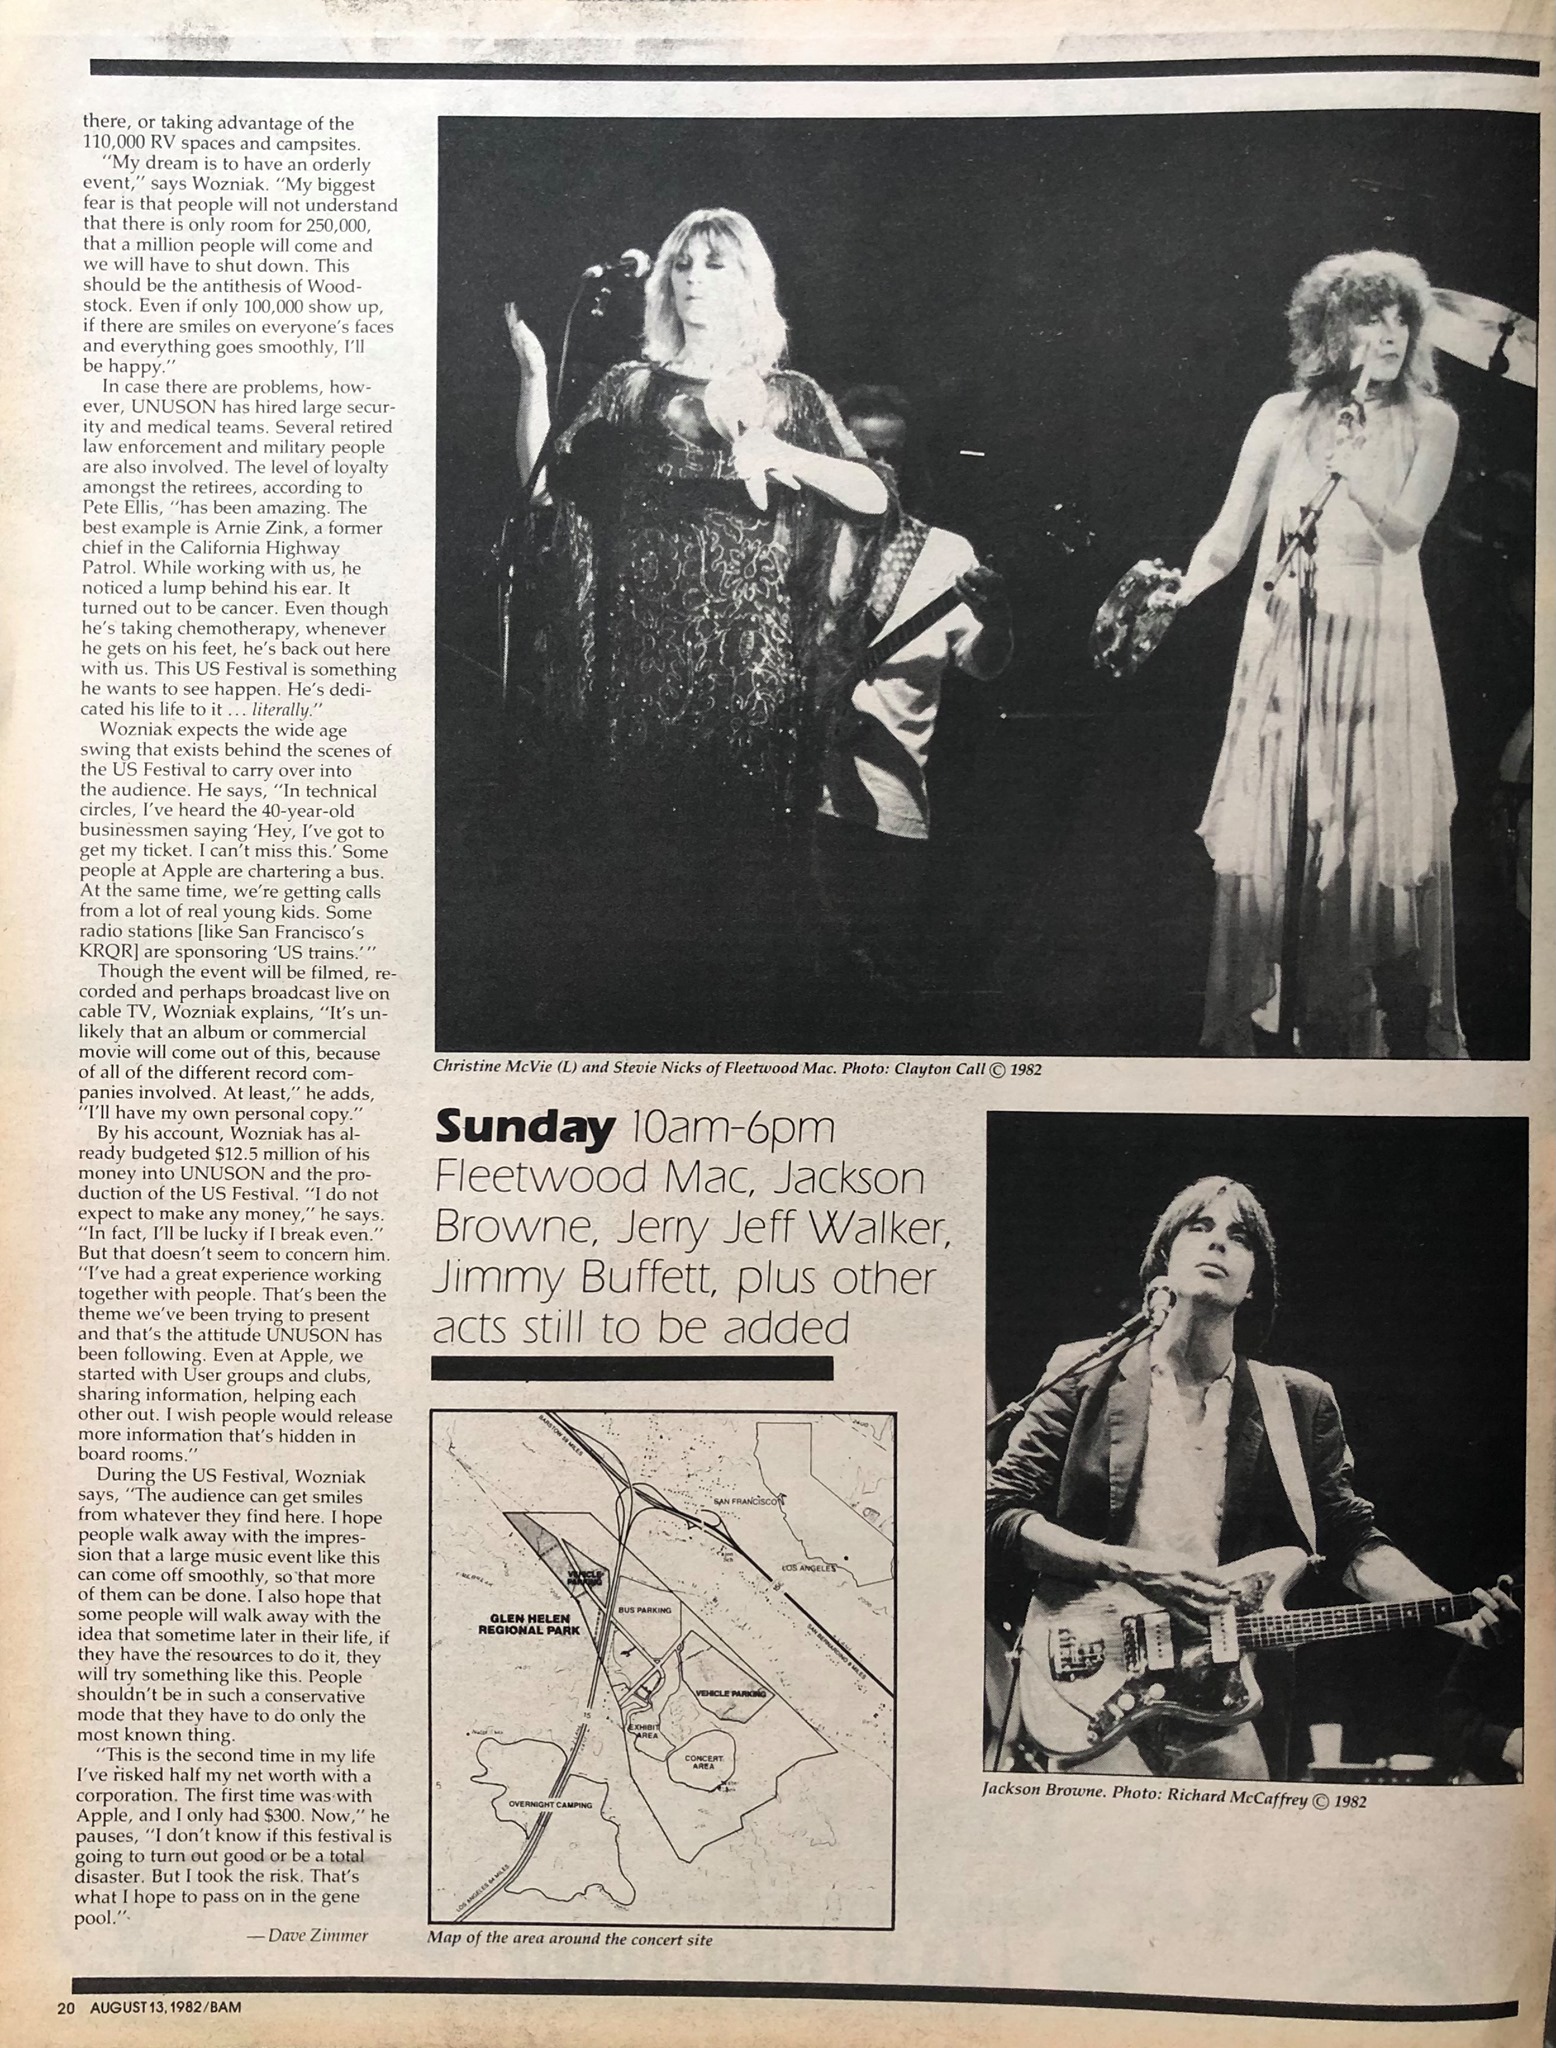 there, or taking advantage of the
110,000 RV spaces and campsites.
"My dream is to have an orderly
event," says Wozniak. "My biggest
fear is that people will not understand
that there is only room for 250,000,
that a million people will come and
we will have to shut down. This
should be the antithesis of Wood-
stock. Even if only 100,000 show up,
if there are smiles on everyone's faces
and everything goes smoothly, I'll
be happy."
In case there are problems, how-
ever, UNUSON has hired large secur-
ity and medical teams. Several retired
law enforcement and military people
are also involved. The level of loyalty
amongst the retirees, according to
Pete Ellis, "has been amazing. The
best example is Arnie Zink, a former
chief in the California Highway
Patrol. While working with us, he
noticed a lump behind his ear. It
turned out to be cancer. Even though
he's taking chemotherapy, whenever
he gets on his feet, he's back out here
with us. This US Festival is something
he wants to see happen. He's dedi-
cated his life to it ... literally."
Wozniak expects the wide age
swing that exists behind the scenes of
the US Festival to carry over into
the audience. He says, "In technical
circles, I've heard the 40-year-old
businessmen saying 'Hey, I've got to
get my ticket. I can't miss this.' Some
people at Apple are chartering a bus.
At the same time, we're getting calls
from a lot of real young kids. Some
radio stations [like San Francisco's
KRQR] are sponsoring 'US trains.'"
Though the event will be filmed, re-
corded and perhaps broadcast live on
cable TV, Wozniak explains, "It's un-
likely that an album or commercial
movie will come out of this, because
of all of the different record com-
panies involved. At least," he adds,
"I'll have my own personal copy."
By his account, Wozniak has al-
ready budgeted $12.5 million of his
money into UNUSON and the pro-
duction of the US Festival. "I do not
expect to make any money," he says.
"In fact, I'll be lucky if I break even."
But that doesn't seem to concern him.
"I've had a great experience working
together with people. That's been the
theme we've been trying to present
and that's the attitude UNUSON has
been following. Even at Apple, we
started with User groups and clubs,
sharing information, helping each
other out. I wish people would release
more information that's hidden in
board rooms."
During the US Festival, Wozniak
says, "The audience can get smiles
from whatever they find here. I hope
people walk away with the impres-
sion that a large music event like this
can come off smoothly, so that more
of them can be done. I also hope that
some people will walk away with the
idea that sometime later in their life, if
they have the resources to do it, they
will try something like this. People
shouldn't be in such a conservative
mode that they have to do only the
most known thing.
"This is the second time in my life
I've risked half my net worth with a
corporation. The first time was with
Apple, and I only had $300. Now," he
pauses, "I don't know if this festival is
going to turn out good or be a total
disaster. But I took the risk. That's
what I hope to pass on in the gene
pool."
—Dave Zimmer
Christine McVie (L) and Stevie Nicks of Fleetwood Mac. Photo: Clayton Call © 1982
Sunday 10am-6pm
Fleetwood Mac, Jackson
Browne, Jerry Jeff Walker,
Jimmy Buffett, plus other
acts still to be added
BARSTOW 58 MILES
SAN FRANCISCO
LOS ANGELES
VEHICLE
PARKING
BUS PARKING
GLEN HELEN
REGIONAL PARK
SAN BERNARDINO 9 MILES
VEHICLE PARKING
15
EXHIBIT
AREA
CONCERT
AREA
OVERNIGHT CAMPING
LOS ANGELES 54 MILES
Map of the area around the concert site
Jackson Browne. Photo: Richard McCaffrey © 1982
20 AUGUST 13, 1982/BAM